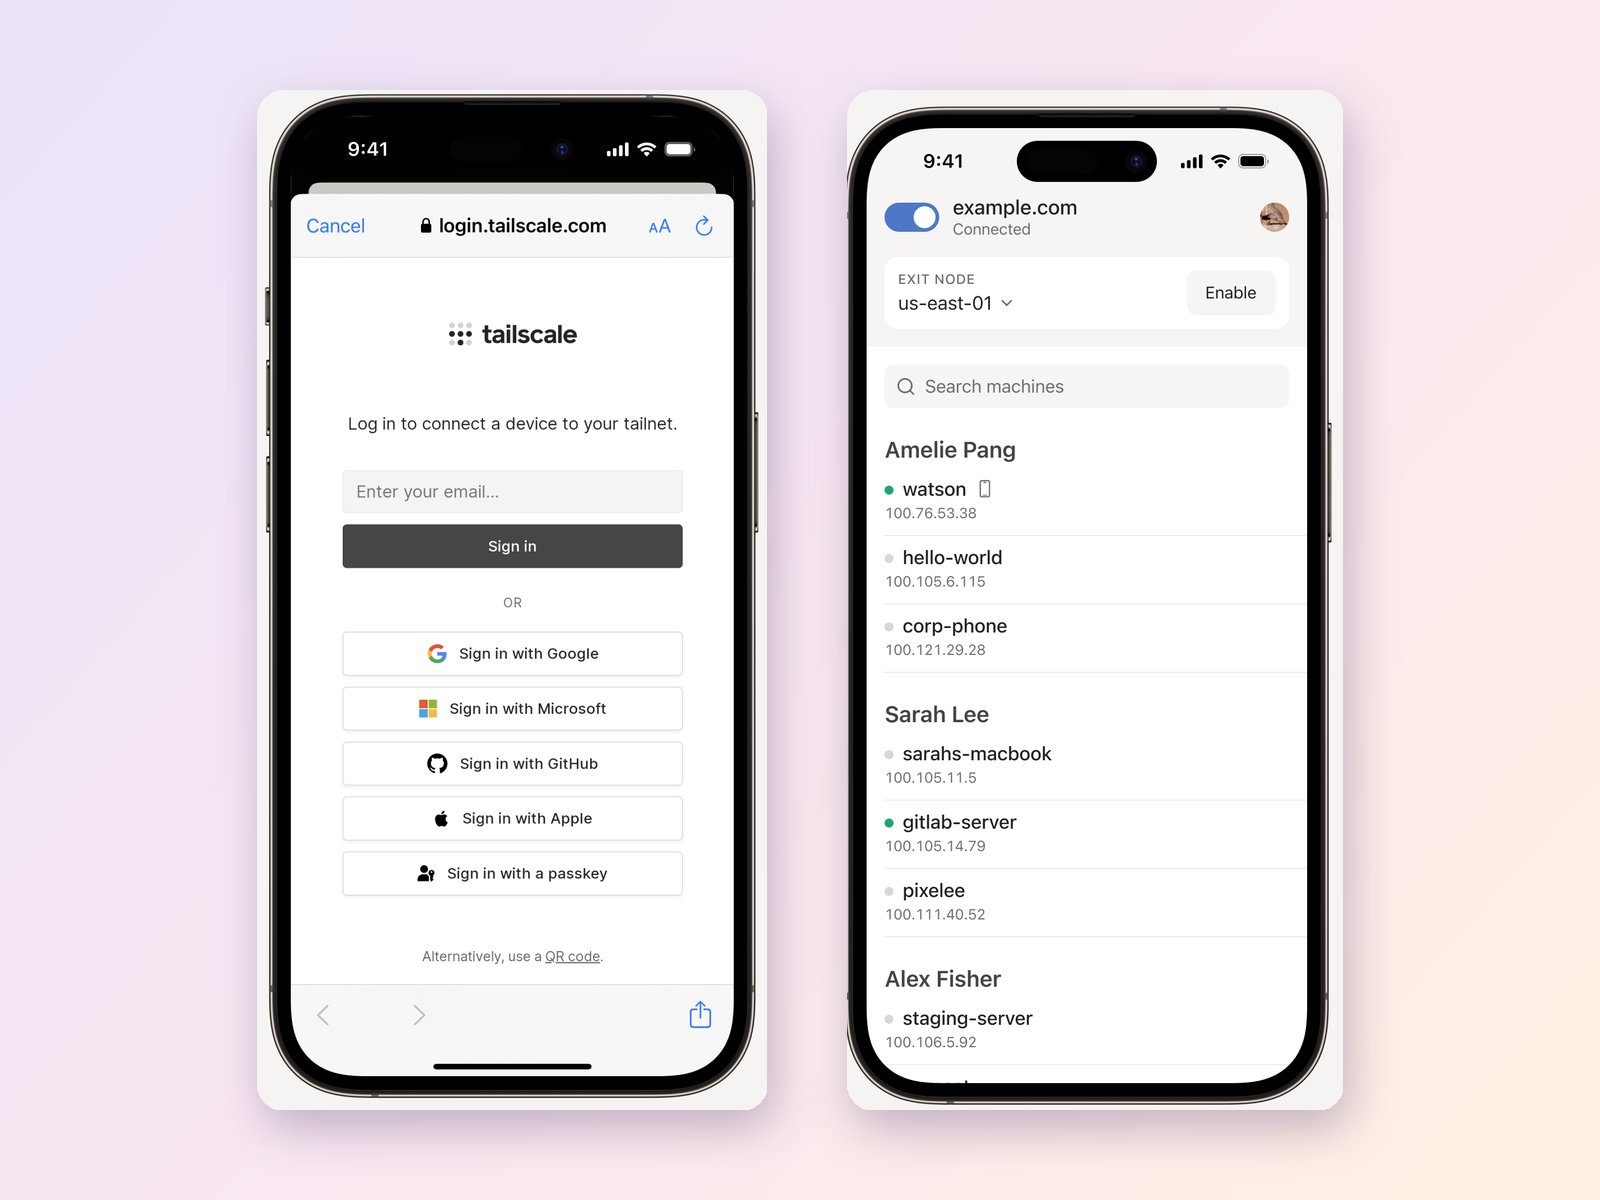 9:41
Cancel
login.tailscale.com
AA
tailscale
Log in to connect a device to your tailnet.
Enter your email...
Sign in
OR
Sign in with Google
Sign in with Microsoft
Sign in with GitHub
Sign in with Apple
Sign in with a passkey
Alternatively, use a QR code.
9:41
example.com
Connected
EXIT NODE
us-east-01
Enable
Search machines
Amelie Pang
watson
100.76.53.38
hello-world
100.105.6.115
corp-phone
100.121.29.28
Sarah Lee
sarahs-macbook
100.105.11.5
gitlab-server
100.105.14.79
pixelee
100.111.40.52
Alex Fisher
staging-server
100.106.5.92